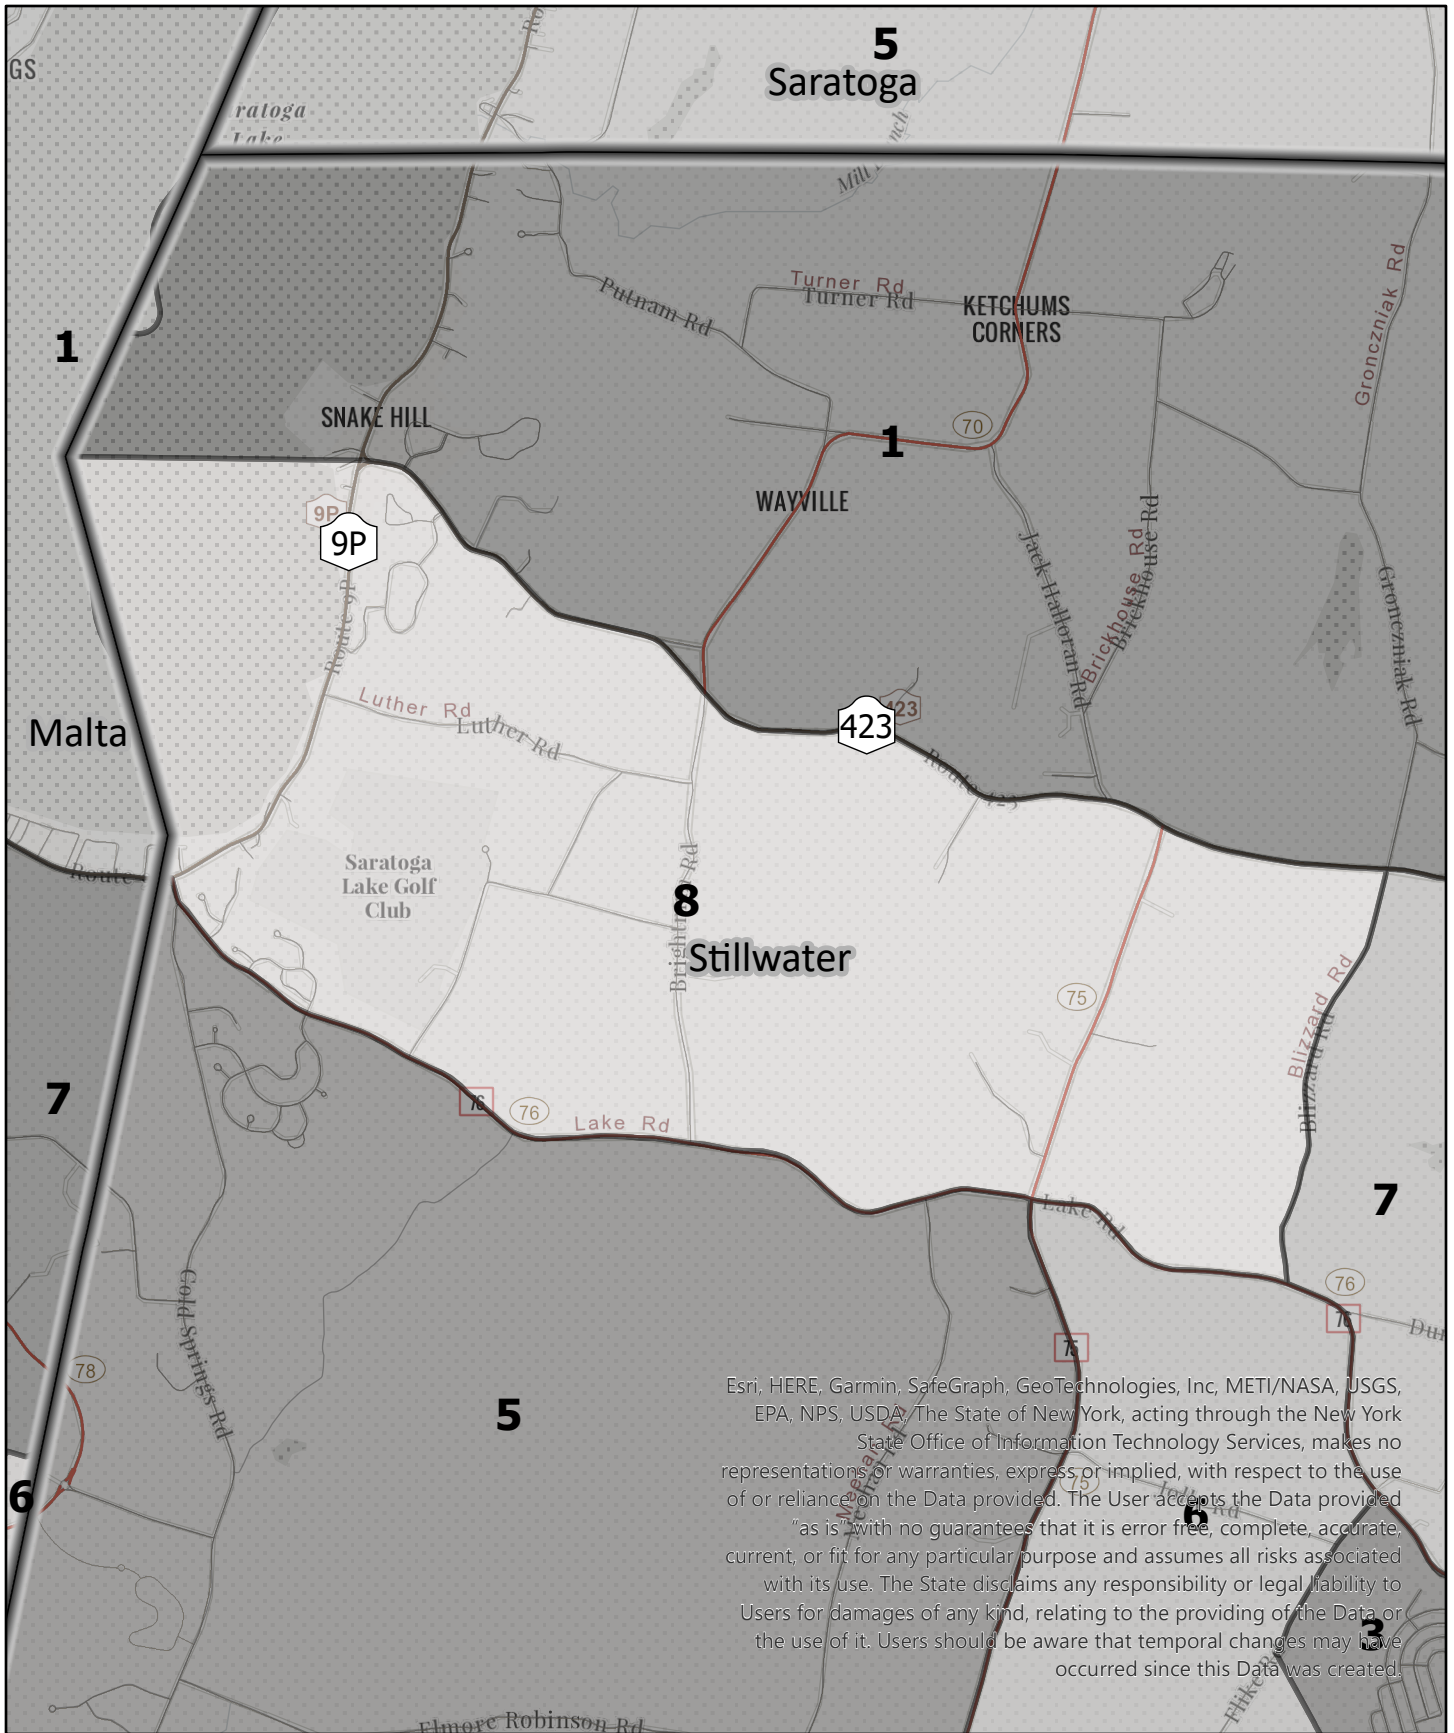 5
GS
Saratoga
ratoga
Lake
Mill
nch
Turner Rd
Turner Rd
Putnam Rd
KETCHUMS
CORNERS
Gronczniak Rd
1
SNAKE HILL
70
1
WAYVILLE
9P
9P
Jack Halloran Rd
Brickhouse Rd
Brickhouse Rd
Gronczniak Rd
Route 9P
Luther Rd
Luther Rd
Malta
423
423
Route 423
Saratoga
Lake Golf
Club
Route
8
Stillwater
75
Blizzard Rd
Blizzard Rd
7
76
76
Lake Rd
Lake Rd
7
76
76
Dun
Cold Springs Rd
75
78
5
6
75
6
3
Esri, HERE, Garmin, SafeGraph, GeoTechnologies, Inc, METI/NASA, USGS,
EPA, NPS, USDA, The State of New York, acting through the New York
State Office of Information Technology Services, makes no
representations or warranties, express or implied, with respect to the use
of or reliance on the Data provided. The User accepts the Data provided
"as is" with no guarantees that it is error free, complete, accurate,
current, or fit for any particular purpose and assumes all risks associated
with its use. The State disclaims any responsibility or legal liability to
Users for damages of any kind, relating to the providing of the Data or
the use of it. Users should be aware that temporal changes may have
occurred since this Data was created.
Elmore Robinson Rd